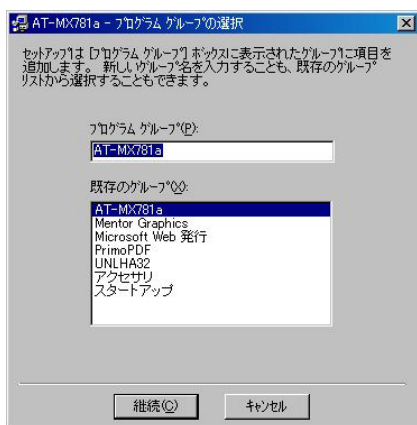 AT-MX781a - ﾌﾟﾛｸﾞﾗﾑ ｸﾞﾙｰﾌﾟの選択
ｾｯﾄｱｯﾌﾟは [ﾌﾟﾛｸﾞﾗﾑ ｸﾞﾙｰﾌﾟ] ﾎﾞｯｸｽに表示されたｸﾞﾙｰﾌﾟに項目を
追加します。 新しいｸﾞﾙｰﾌﾟ名を入力することも、既存のｸﾞﾙｰﾌﾟ
ﾘｽﾄから選択することもできます。
ﾌﾟﾛｸﾞﾗﾑ ｸﾞﾙｰﾌﾟ(P):
AT-MX781a
既存のｸﾞﾙｰﾌﾟ(X):
AT-MX781a
Mentor Graphics
Microsoft Web 発行
PrimoPDF
UNLHA32
アクセサリ
スタートアップ
継続(C)
ｷｬﾝｾﾙ